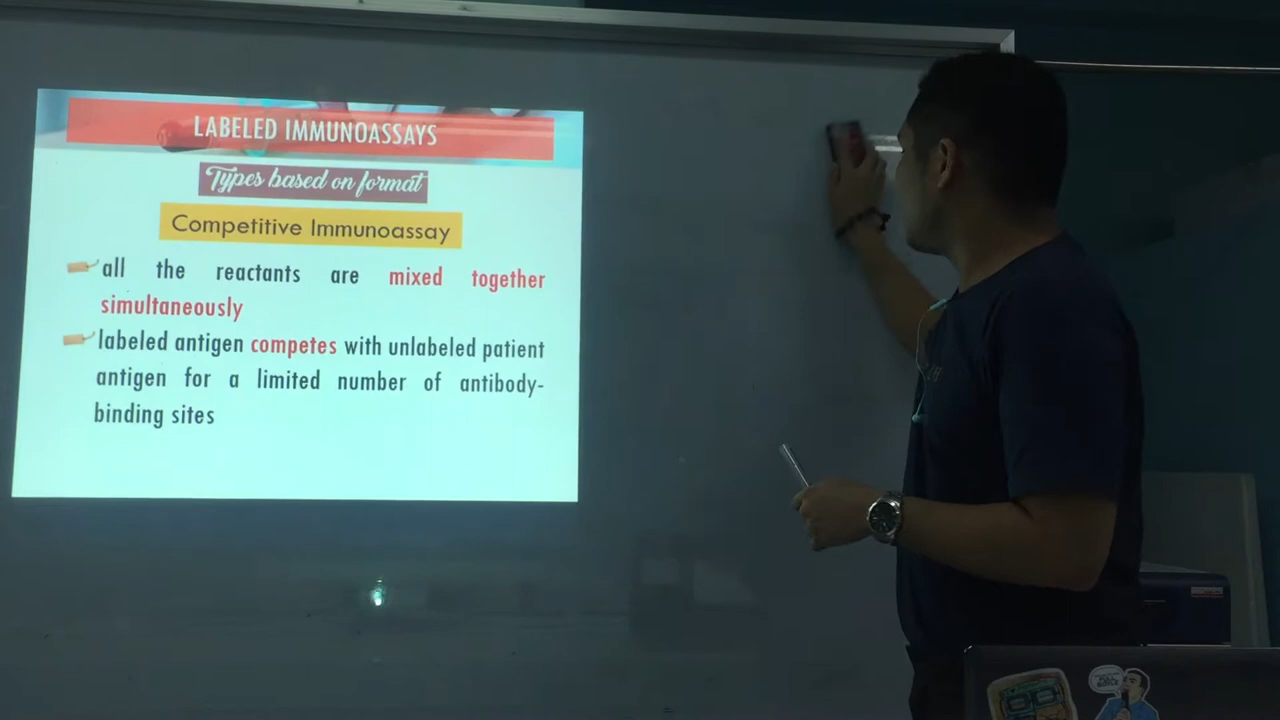 LABELED IMMUNOASSAYS
Types based on format
Competitive Immunoassay
all the reactants are mixed together
simultaneously
labeled antigen competes with unlabeled patient
antigen for a limited number of antibody-
binding sites